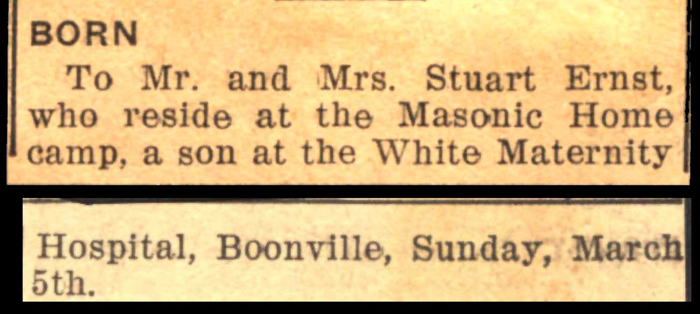 BORN
To Mr. and Mrs. Stuart Ernst,
who reside at the Masonic Home
camp, a son at the White Maternity
Hospital, Boonville, Sunday, March
5th.